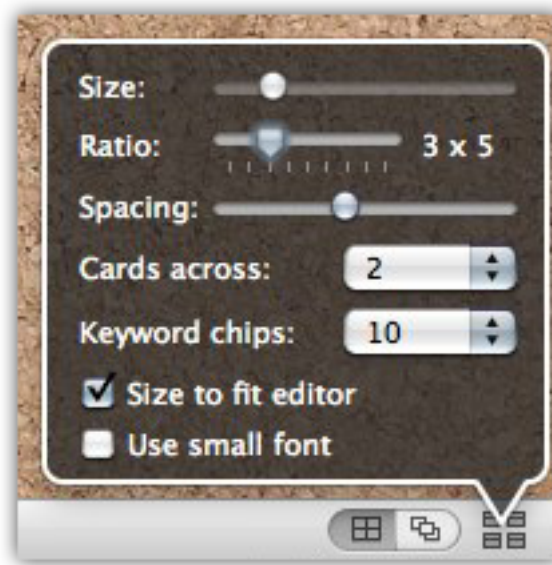 Size:
Ratio: 3 x 5
Spacing:
Cards across: 2
Keyword chips: 10
Size to fit editor
Use small font